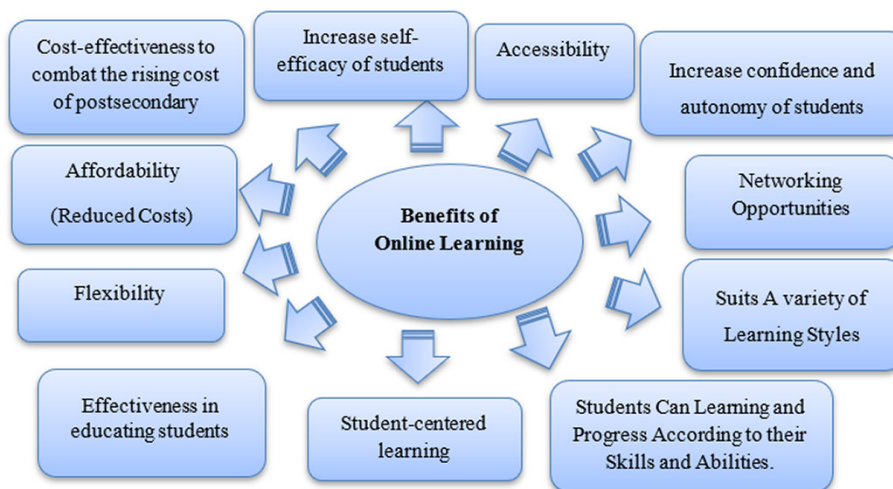 Cost-effectiveness to
combat the rising cost
of postsecondary
Increase self-
efficacy of students
Accessibility
Increase confidence and
autonomy of students
Affordability
(Reduced Costs)
Benefits of
Online Learning
Networking
Opportunities
Flexibility
Suits A variety of
Learning Styles
Effectiveness in
educating students
Student-centered
learning
Students Can Learning and
Progress According to their
Skills and Abilities.